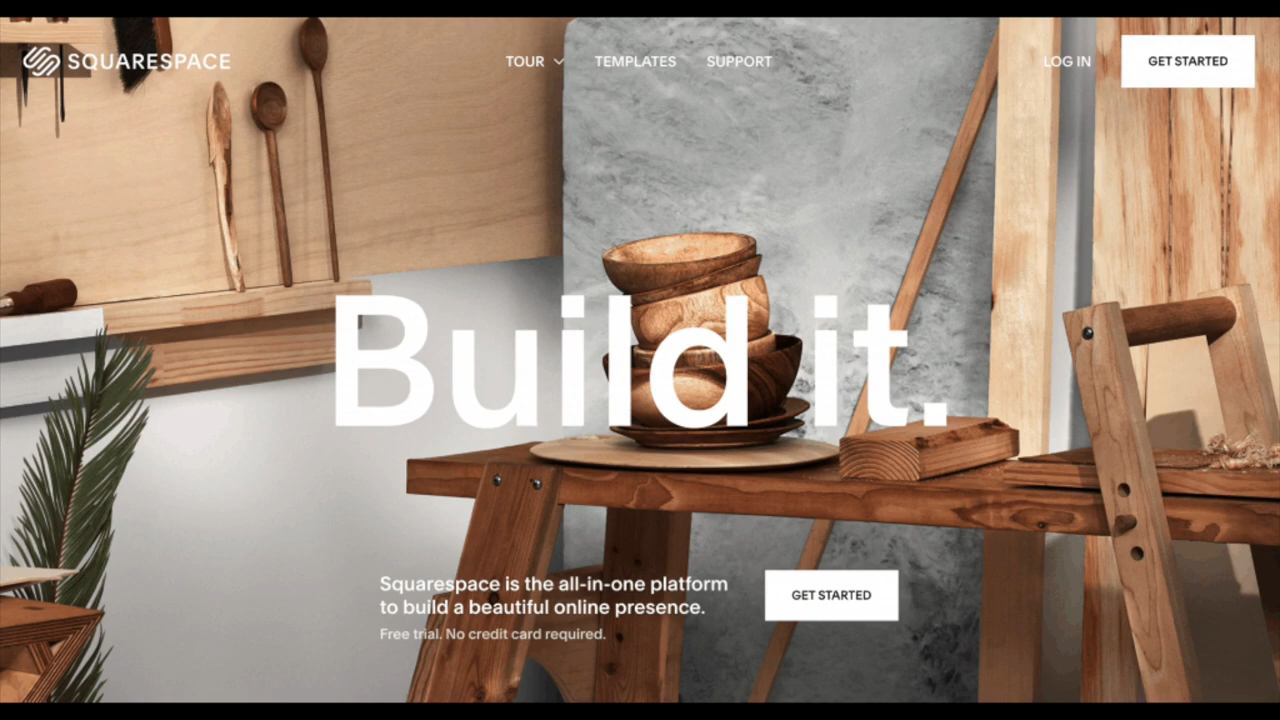 SQUARESPACE
TOUR
TEMPLATES
SUPPORT
LOG IN
GET STARTED
Build it.
Squarespace is the all-in-one platform
to build a beautiful online presence.
Free trial. No credit card required.
GET STARTED